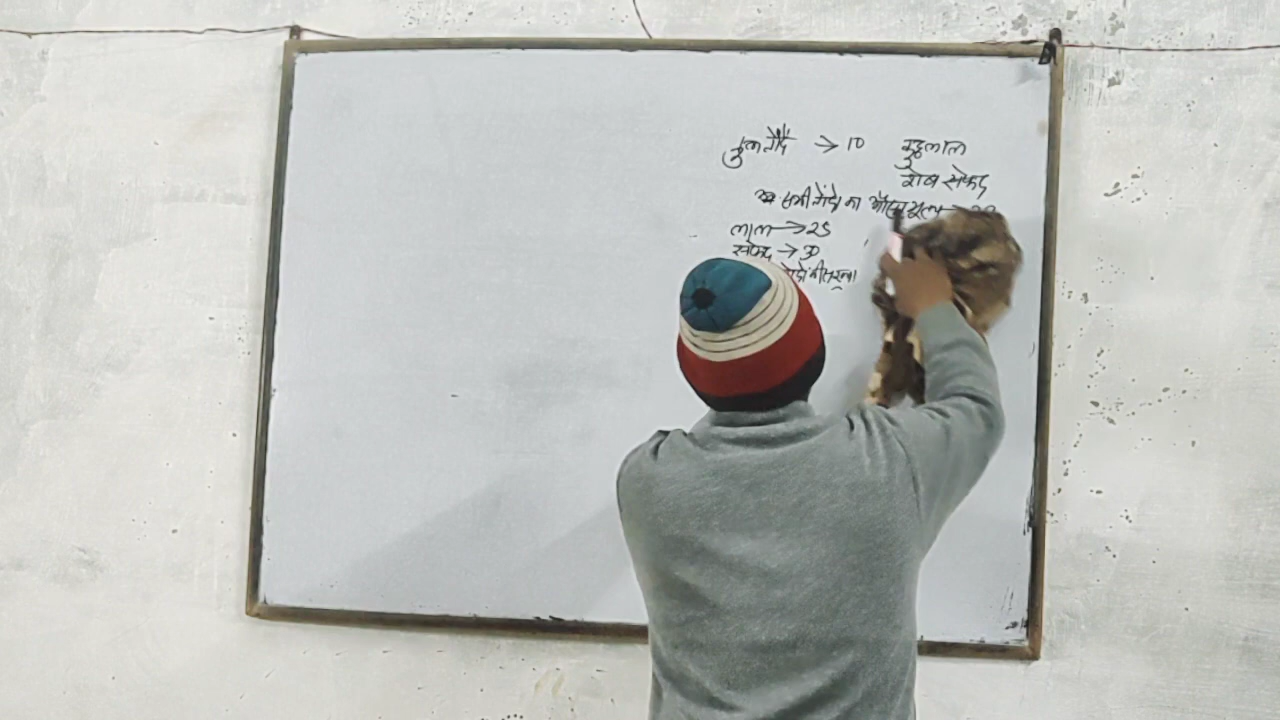 कुल गेंदें → 10 कुछ लाल
शेष सफेद
सभी गेंदों का औसत मूल्य →
लाल → 25
सफेद → 30
गेंदों की संख्या